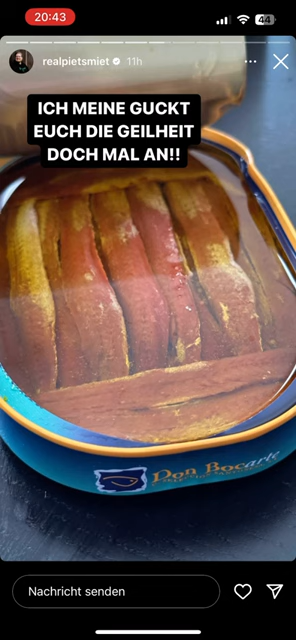 20:43
44
realpietsmiet 11h
ICH MEINE GUCKT
EUCH DIE GEILHEIT
DOCH MAL AN!!
Don Bocarte
Nachricht senden